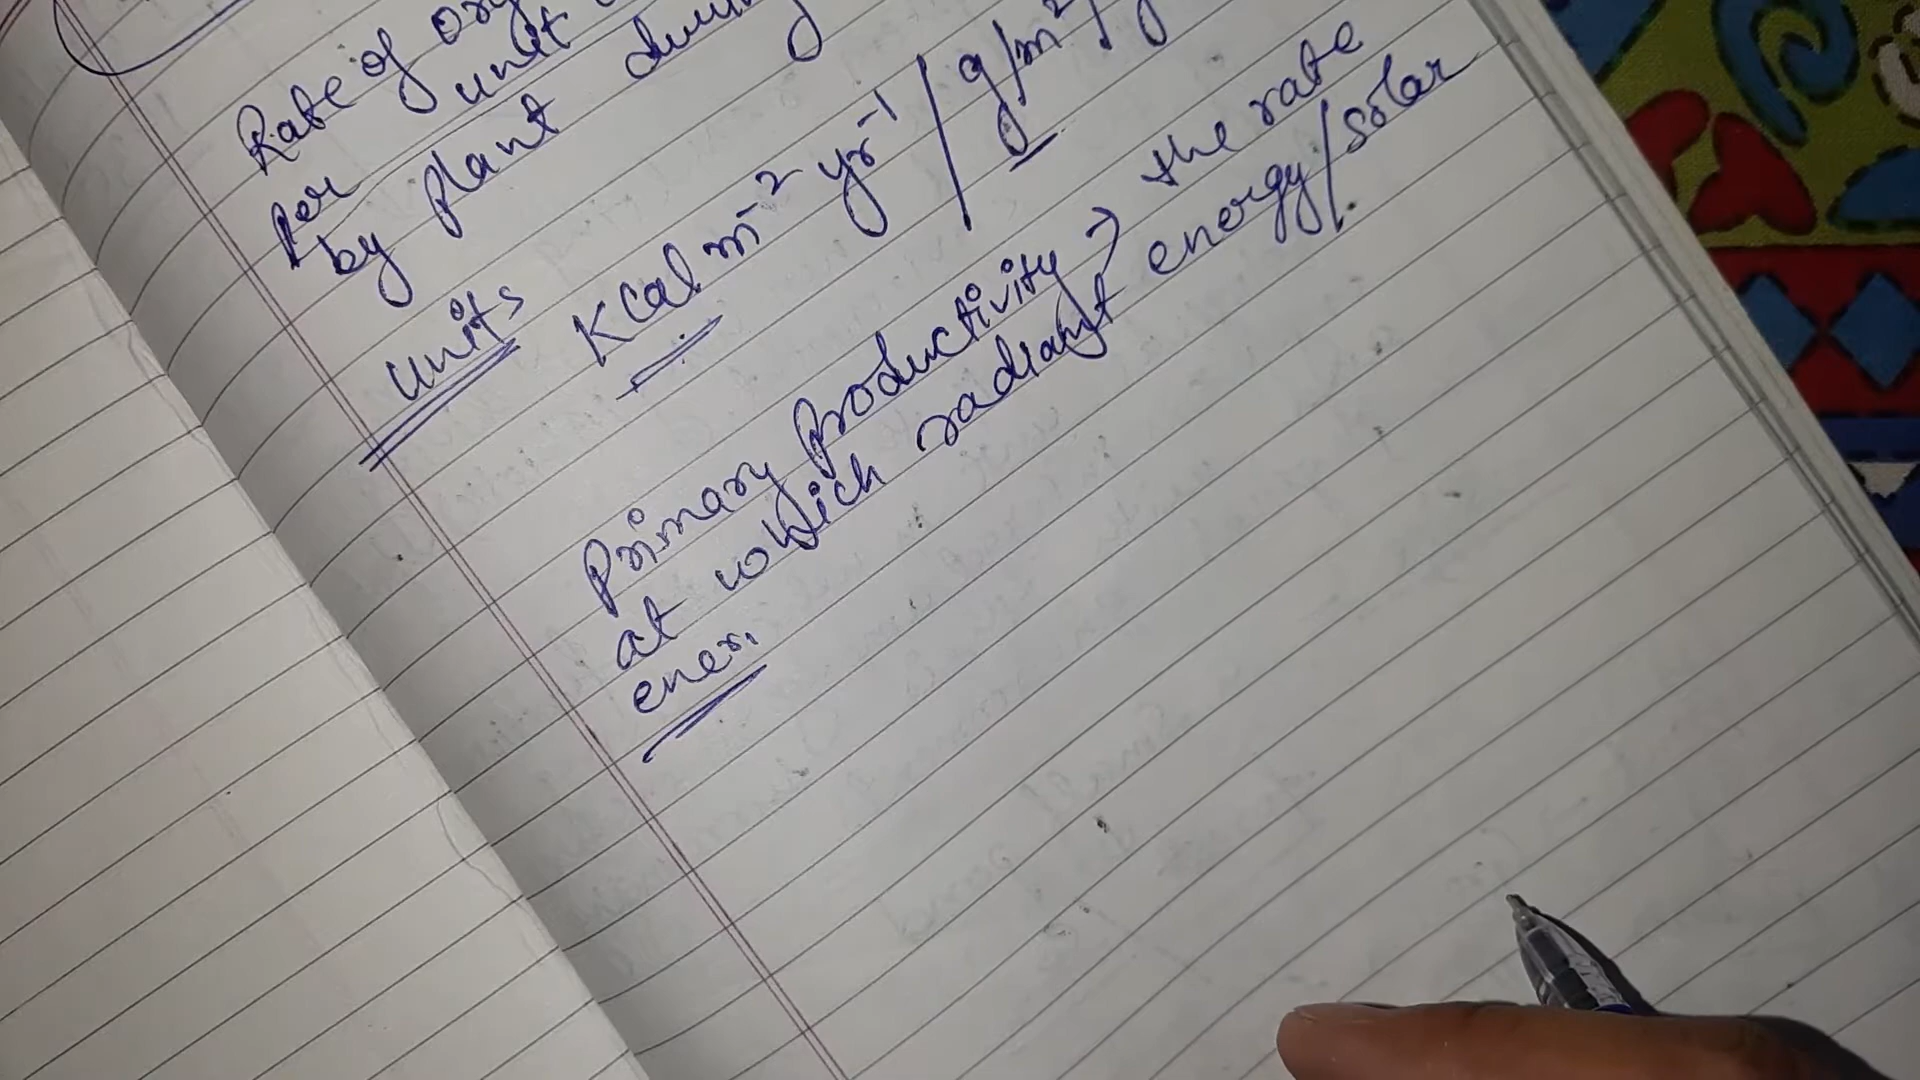 Rate of org
per unit
by plant
units Kcal m⁻² yr⁻¹ / g/m²/y
Primary productivity → the rate
at which radiant energy/solar
ener